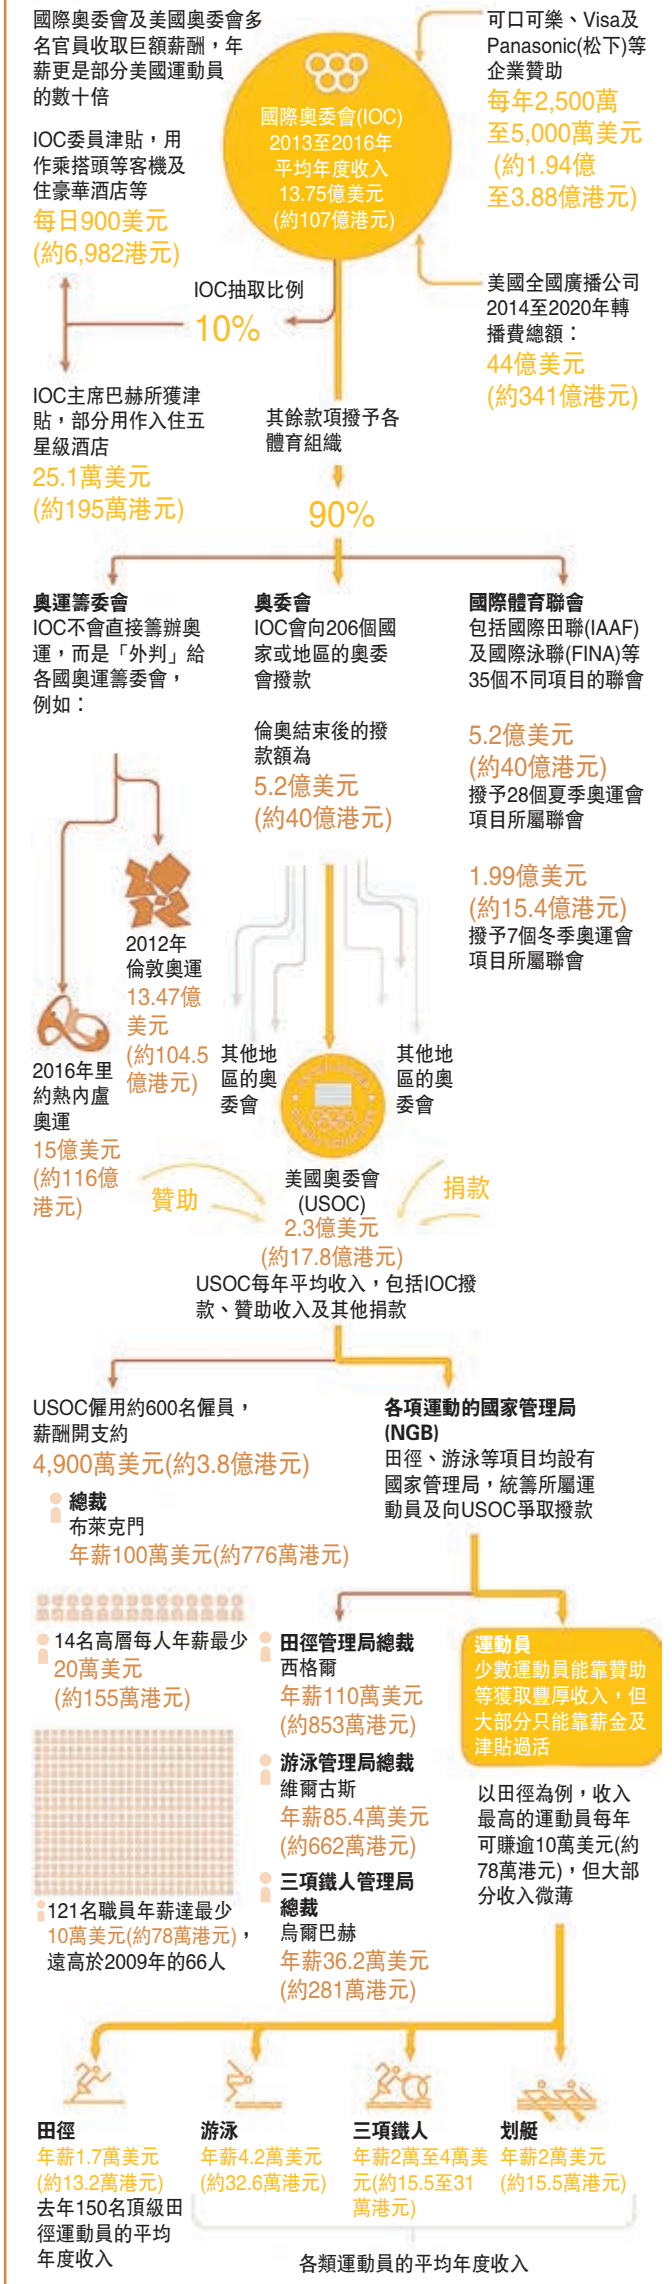 國際奧委會及美國奧委會多
名官員收取巨額薪酬，年
薪更是部分美國運動員
的數十倍
國際奧委會(IOC)
2013至2016年
平均年度收入
13.75億美元
(約107億港元)
可口可樂、Visa及
Panasonic(松下)等
企業贊助
每年2,500萬
至5,000萬美元
(約1.94億
至3.88億港元)
IOC委員津貼，用
作乘搭頭等客機及
住豪華酒店等
每日900美元
(約6,982港元)
美國全國廣播公司
2014至2020年轉
播費總額：
44億美元
(約341億港元)
IOC抽取比例
10%
IOC主席巴赫所獲津
貼，部分用作入住五
星級酒店
25.1萬美元
(約195萬港元)
其餘款項撥予各
體育組織
90%
奧運籌委會
IOC不會直接籌辦奧
運，而是「外判」給
各國奧運籌委會，
例如：
奧委會
IOC會向206個國
家或地區的奧委
會撥款
倫奧結束後的撥
款額為
5.2億美元
(約40億港元)
國際體育聯會
包括國際田聯(IAAF)
及國際泳聯(FINA)等
35個不同項目的聯會
5.2億美元
(約40億港元)
撥予28個夏季奧運會
項目所屬聯會
1.99億美元
(約15.4億港元)
撥予7個冬季奧運會
項目所屬聯會
2012年
倫敦奧運
13.47億
美元
(約104.5
億港元)
2016年里
約熱內盧
奧運
15億美元
(約116億
港元)
其他地
區的奧
委會
其他地
區的奧
委會
贊助
捐款
美國奧委會
(USOC)
2.3億美元
(約17.8億港元)
USOC每年平均收入，包括IOC撥
款、贊助收入及其他捐款
USOC僱用約600名僱員，
薪酬開支約
4,900萬美元(約3.8億港元)
總裁
布萊克門
年薪100萬美元(約776萬港元)
各項運動的國家管理局
(NGB)
田徑、游泳等項目均設有
國家管理局，統籌所屬運
動員及向USOC爭取撥款
14名高層每人年薪最少
20萬美元
(約155萬港元)
121名職員年薪達最少
10萬美元(約78萬港元)，
遠高於2009年的66人
田徑管理局總裁
西格爾
年薪110萬美元
(約853萬港元)
游泳管理局總裁
維爾古斯
年薪85.4萬美元
(約662萬港元)
三項鐵人管理局
總裁
烏爾巴赫
年薪36.2萬美元
(約281萬港元)
運動員
少數運動員能靠贊助
等獲取豐厚收入，但
大部分只能靠薪金及
津貼過活
以田徑為例，收入
最高的運動員每年
可賺逾10萬美元(約
78萬港元)，但大部
分收入微薄
田徑
年薪1.7萬美元
(約13.2萬港元)
去年150名頂級田
徑運動員的平均
年度收入
游泳
年薪4.2萬美元
(約32.6萬港元)
三項鐵人
年薪2萬至4萬美
元(約15.5至31
萬港元)
划艇
年薪2萬美元
(約15.5萬港元)
各類運動員的平均年度收入